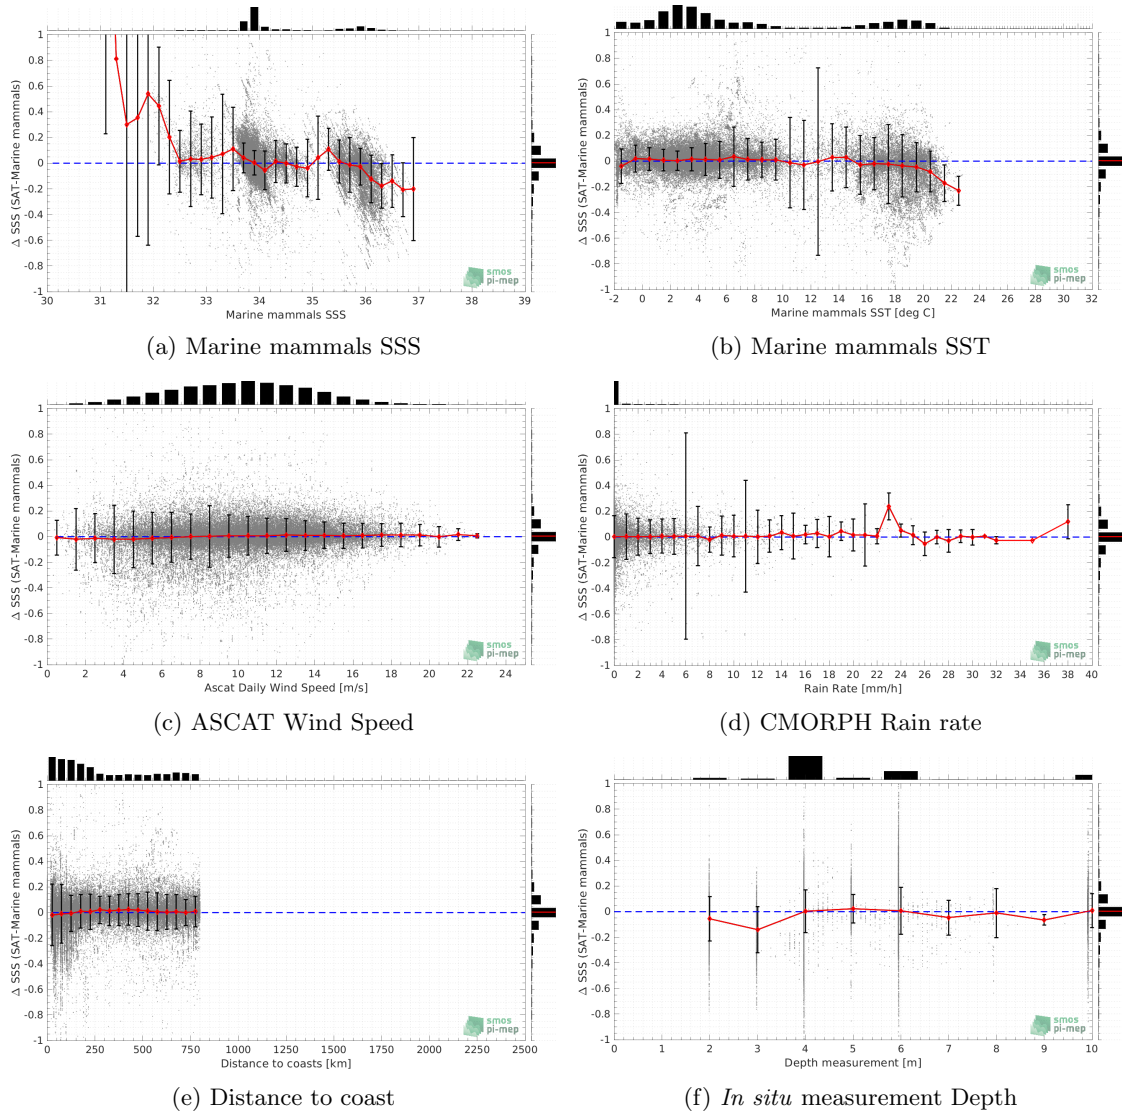 Δ SSS (SAT-Marine mammals)
1
0.8
0.6
0.4
0.2
0
-0.2
-0.4
-0.6
-0.8
-1
30 31 32 33 34 35 36 37 38 39
Marine mammals SSS
smos
pi-mep
(a) Marine mammals SSS
Δ SSS (SAT-Marine mammals)
1
0.8
0.6
0.4
0.2
0
-0.2
-0.4
-0.6
-0.8
-1
-2 0 2 4 6 8 10 12 14 16 18 20 22 24 26 28 30 32
Marine mammals SST [deg C]
smos
pi-mep
(b) Marine mammals SST
Δ SSS (SAT-Marine mammals)
1
0.8
0.6
0.4
0.2
0
-0.2
-0.4
-0.6
-0.8
-1
0 2 4 6 8 10 12 14 16 18 20 22 24
Ascat Daily Wind Speed [m/s]
smos
pi-mep
(c) ASCAT Wind Speed
Δ SSS (SAT-Marine mammals)
1
0.8
0.6
0.4
0.2
0
-0.2
-0.4
-0.6
-0.8
-1
0 2 4 6 8 10 12 14 16 18 20 22 24 26 28 30 32 34 36 38 40
Rain Rate [mm/h]
smos
pi-mep
(d) CMORPH Rain rate
Δ SSS (SAT-Marine mammals)
1
0.8
0.6
0.4
0.2
0
-0.2
-0.4
-0.6
-0.8
-1
0 250 500 750 1000 1250 1500 1750 2000 2250 2500
Distance to coasts [km]
smos
pi-mep
(e) Distance to coast
Δ SSS (SAT-Marine mammals)
1
0.8
0.6
0.4
0.2
0
-0.2
-0.4
-0.6
-0.8
-1
0 1 2 3 4 5 6 7 8 9 10
Depth measurement [m]
smos
pi-mep
(f) In situ measurement Depth